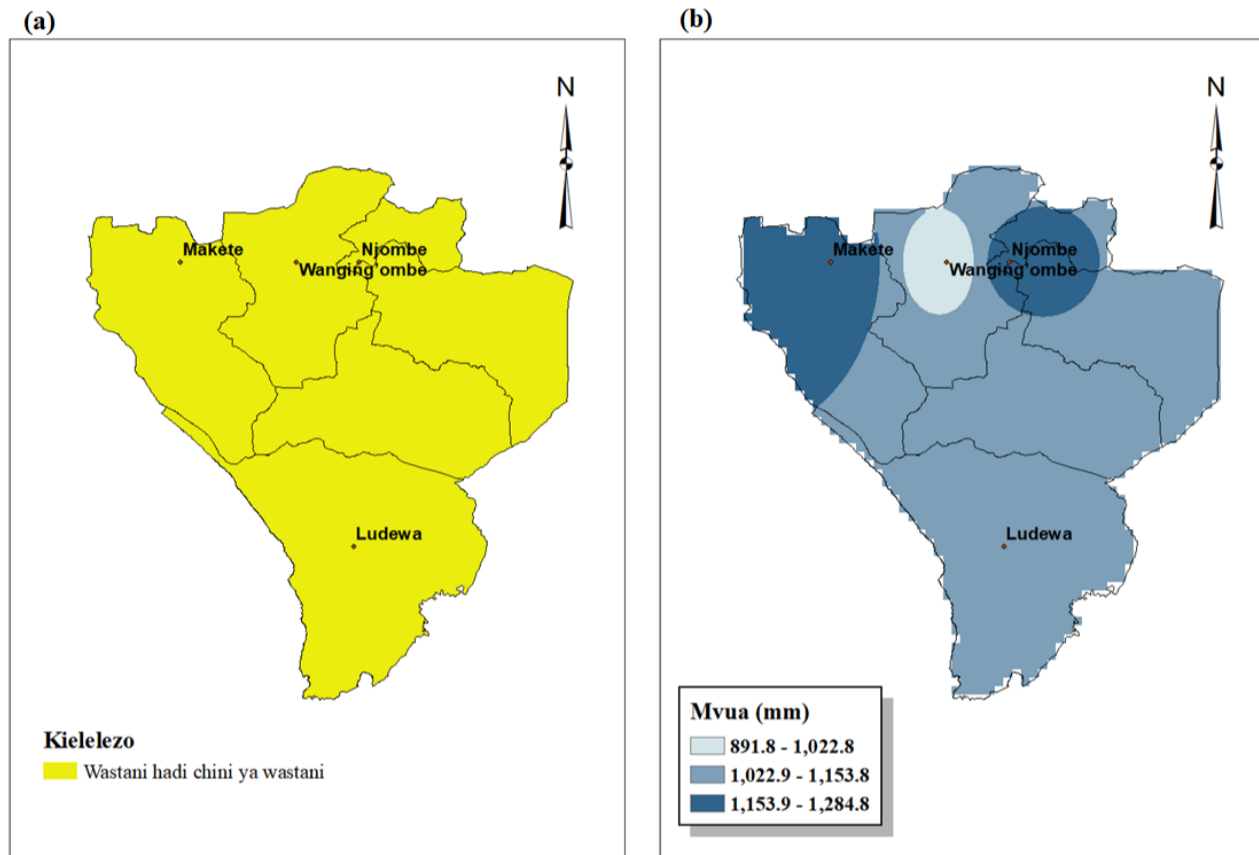 (a)
N
Makete
Njombe
Wanging'ombe
Ludewa
Kielelezo
Wastani hadi chini ya wastani
(b)
N
Makete
Njombe
Wanging'ombe
Ludewa
Mvua (mm)
891.8 - 1,022.8
1,022.9 - 1,153.8
1,153.9 - 1,284.8